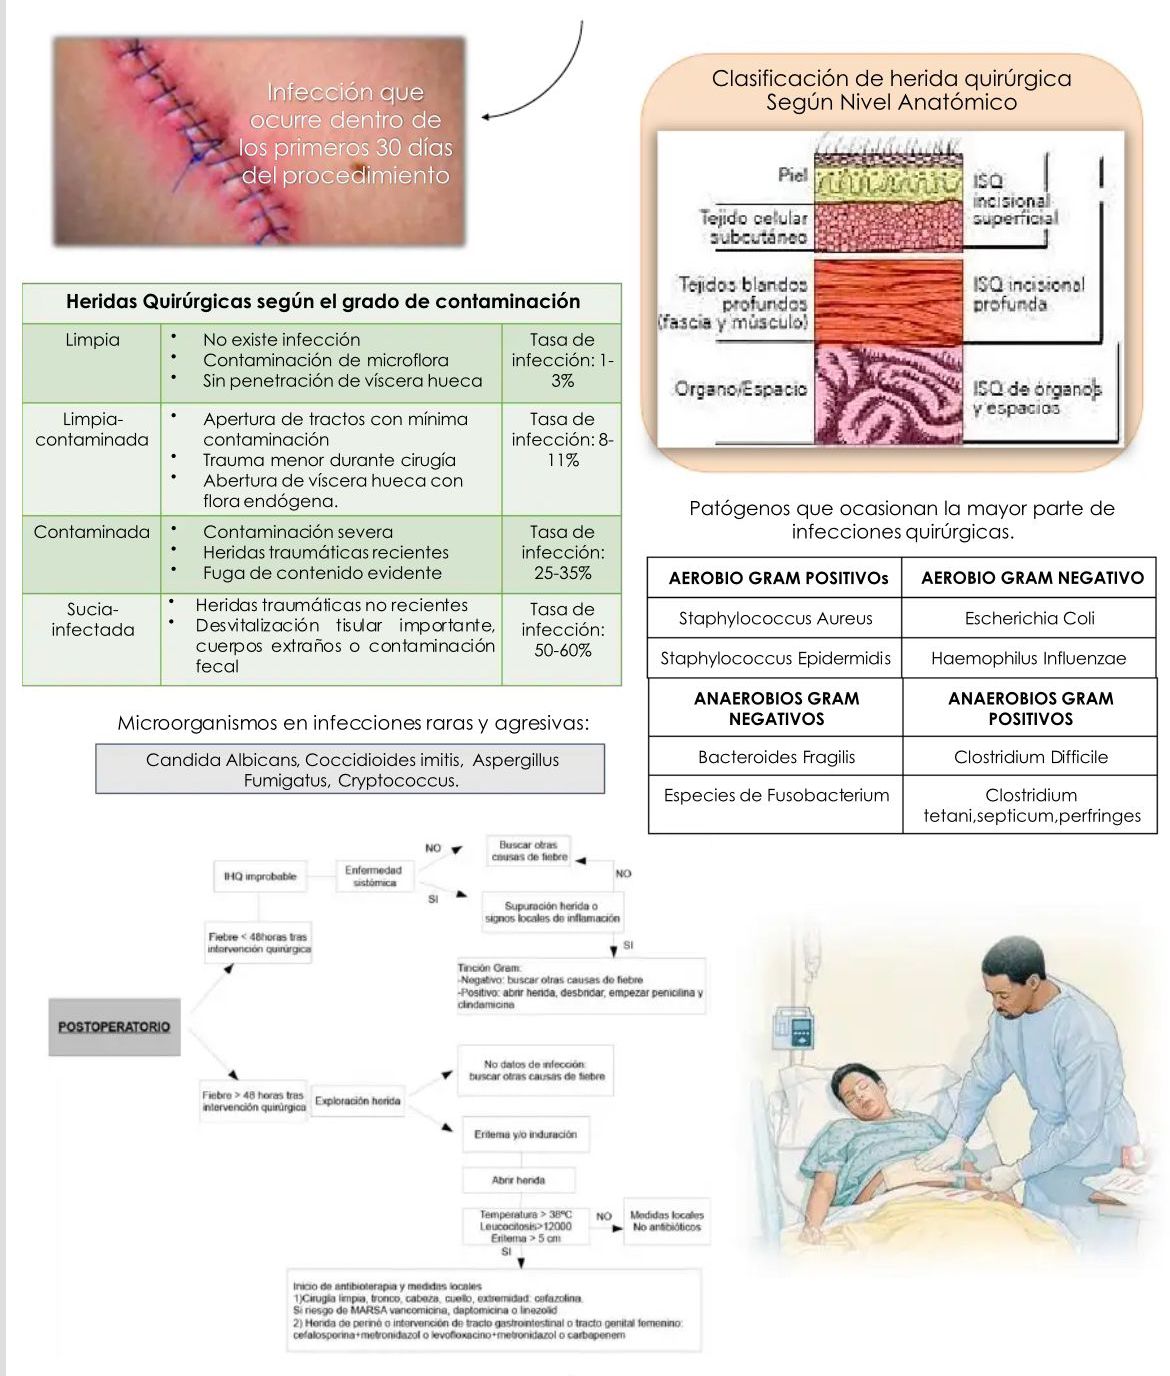 Infección que
ocurre dentro de
los primeros 30 días
del procedimiento
Clasificación de herida quirúrgica
Según Nivel Anatómico
Piel
Tejido celular
subcutáneo
Tejidos blandos
profundos
(fascia y músculo)
Organo/Espacio
ISQ
incisional
superficial
ISQ incisional
profunda
ISQ de órganos
y espacios
Heridas Quirúrgicas según el grado de contaminación
Limpia
• No existe infección
• Contaminación de microflora
• Sin penetración de víscera hueca
Tasa de
infección: 1-
3%
Limpia-
contaminada
• Apertura de tractos con mínima
contaminación
• Trauma menor durante cirugía
• Abertura de víscera hueca con
flora endógena.
Tasa de
infección: 8-
11%
Contaminada
• Contaminación severa
• Heridas traumáticas recientes
• Fuga de contenido evidente
Tasa de
infección:
25-35%
Sucia-
infectada
• Heridas traumáticas no recientes
• Desvitalización tisular importante,
cuerpos extraños o contaminación
fecal
Tasa de
infección:
50-60%
Patógenos que ocasionan la mayor parte de
infecciones quirúrgicas.
AEROBIO GRAM POSITIVOs
AEROBIO GRAM NEGATIVO
Staphylococcus Aureus
Escherichia Coli
Staphylococcus Epidermidis
Haemophilus Influenzae
ANAEROBIOS GRAM
NEGATIVOS
ANAEROBIOS GRAM
POSITIVOS
Bacteroides Fragilis
Clostridium Difficile
Especies de Fusobacterium
Clostridium
tetani,septicum,perfringes
Microorganismos en infecciones raras y agresivas:
Candida Albicans, Coccidioides imitis, Aspergillus
Fumigatus, Cryptococcus.
POSTOPERATORIO
Fiebre < 48horas tras
intervención quirúrgica
IHQ improbable
Enfermedad
sistómica
NO
Buscar otras
causas de fiebre
SI
Supuración herida o
signos locales de inflamación
NO
SI
Tinción Gram:
-Negativo: buscar otras causas de fiebre
-Positivo: abrir herida, desbridar, empezar penicilina y
clindamicina
Fiebre > 48 horas tras
intervención quirúrgica
Exploración herida
No datos de infección:
buscar otras causas de fiebre
Eritema y/o induración
Abrir herida
Temperatura > 38ºC
Leucocitosis>12000
Eritema > 5 cm
NO
Medidas locales
No antibióticos
SI
Inicio de antibioterapia y medidas locales
1)Cirugía limpia, tronco, cabeza, cuello, extremidad: cefazolina.
Si riesgo de MARSA vancomicina, daptomicina o linezolid
2) Herida de periné o intervención de tracto gastrointestinal o tracto genital femenino:
cefalosporina+metronidazol o levofloxacino+metronidazol o carbapenem